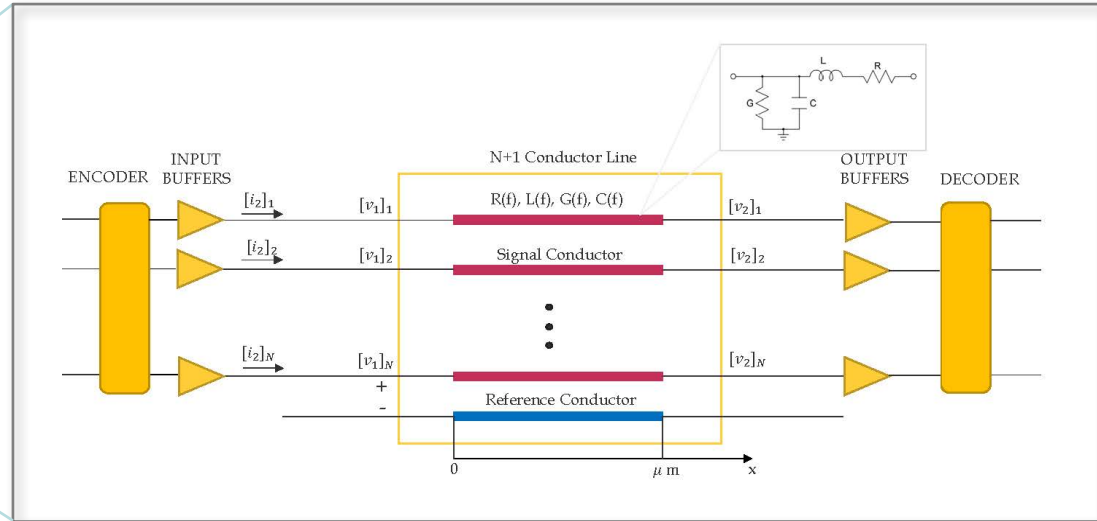 L
R
G
C
N+1 Conductor Line
INPUT
BUFFERS
OUTPUT
BUFFERS
ENCODER
DECODER
[i₂]₁
[v₁]₁
R(f), L(f), G(f), C(f)
[v₂]₁
[i₂]₂
[v₁]₂
Signal Conductor
[v₂]₂
[i₂]N
[v₁]N
[v₂]N
+
-
Reference Conductor
0
μ m
x